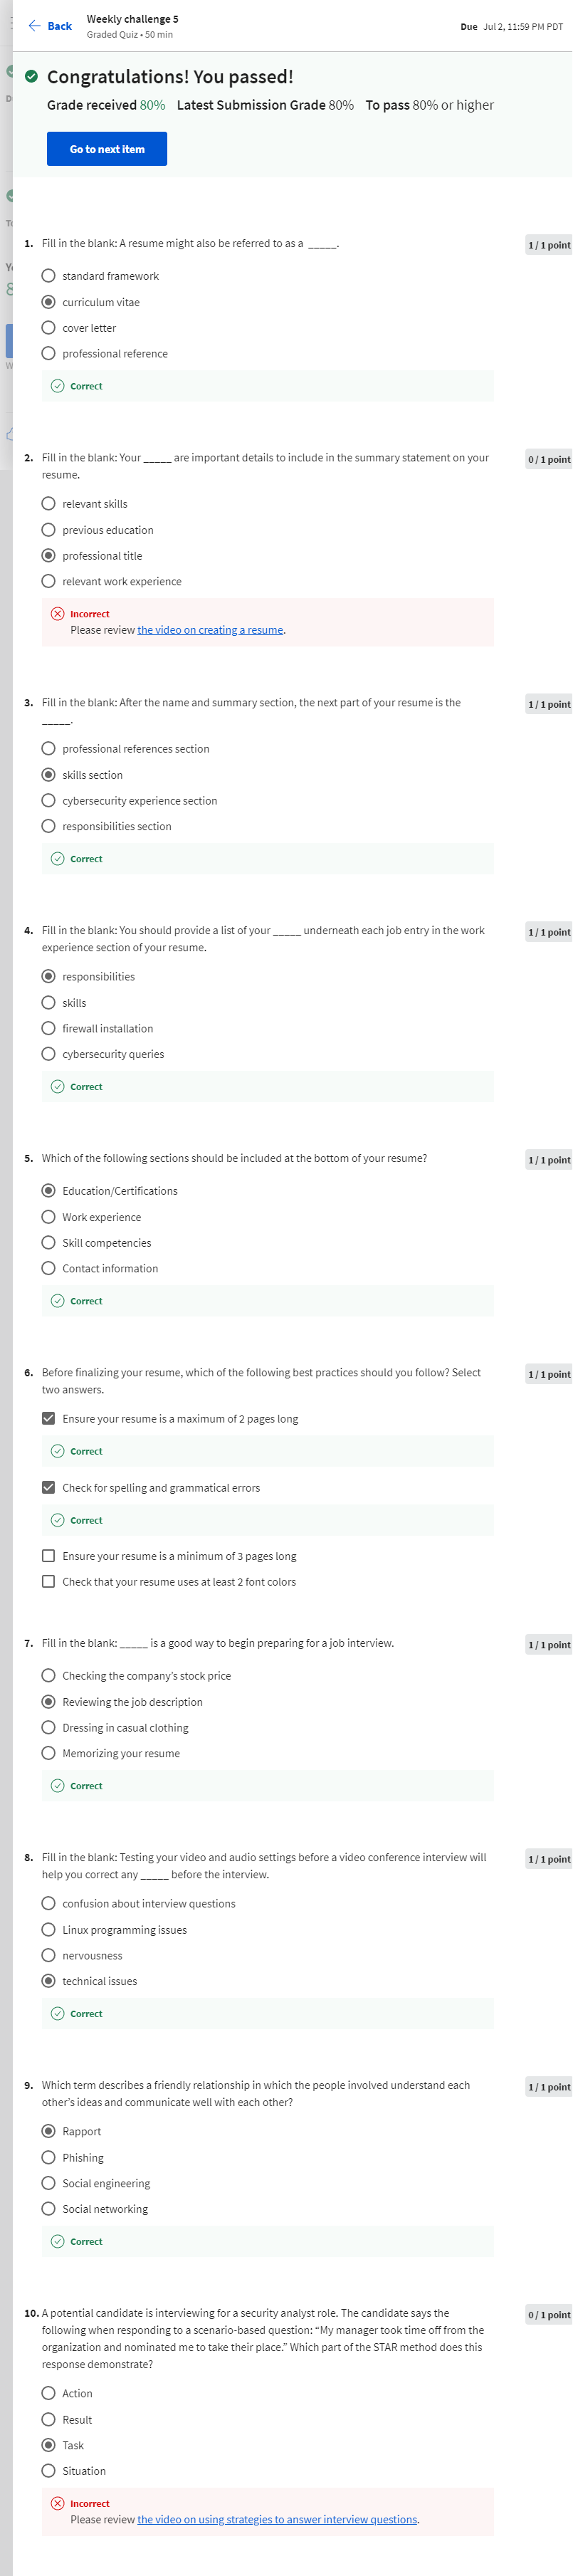 Back
Weekly challenge 5
Graded Quiz • 50 min
Due Jul 2, 11:59 PM PDT
Congratulations! You passed!
Grade received 80% Latest Submission Grade 80% To pass 80% or higher
Go to next item
1. Fill in the blank: A resume might also be referred to as a _____.
1 / 1 point
standard framework
curriculum vitae
cover letter
professional reference
Correct
2. Fill in the blank: Your _____ are important details to include in the summary statement on your
resume.
0 / 1 point
relevant skills
previous education
professional title
relevant work experience
Incorrect
Please review the video on creating a resume.
3. Fill in the blank: After the name and summary section, the next part of your resume is the
_____.
1 / 1 point
professional references section
skills section
cybersecurity experience section
responsibilities section
Correct
4. Fill in the blank: You should provide a list of your _____ underneath each job entry in the work
experience section of your resume.
1 / 1 point
responsibilities
skills
firewall installation
cybersecurity queries
Correct
5. Which of the following sections should be included at the bottom of your resume?
1 / 1 point
Education/Certifications
Work experience
Skill competencies
Contact information
Correct
6. Before finalizing your resume, which of the following best practices should you follow? Select
two answers.
1 / 1 point
Ensure your resume is a maximum of 2 pages long
Correct
Check for spelling and grammatical errors
Correct
Ensure your resume is a minimum of 3 pages long
Check that your resume uses at least 2 font colors
7. Fill in the blank: _____ is a good way to begin preparing for a job interview.
1 / 1 point
Checking the company’s stock price
Reviewing the job description
Dressing in casual clothing
Memorizing your resume
Correct
8. Fill in the blank: Testing your video and audio settings before a video conference interview will
help you correct any _____ before the interview.
1 / 1 point
confusion about interview questions
Linux programming issues
nervousness
technical issues
Correct
9. Which term describes a friendly relationship in which the people involved understand each
other’s ideas and communicate well with each other?
1 / 1 point
Rapport
Phishing
Social engineering
Social networking
Correct
10. A potential candidate is interviewing for a security analyst role. The candidate says the
following when responding to a scenario-based question: “My manager took time off from the
organization and nominated me to take their place.” Which part of the STAR method does this
response demonstrate?
0 / 1 point
Action
Result
Task
Situation
Incorrect
Please review the video on using strategies to answer interview questions.